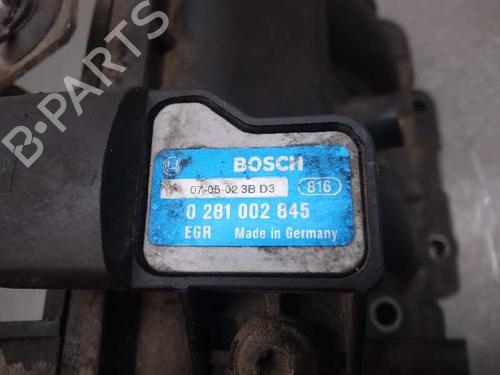 B-PARTS
BOSCH
07-05-02 3B D3 816
0 281 002 845
EGR Made in Germany